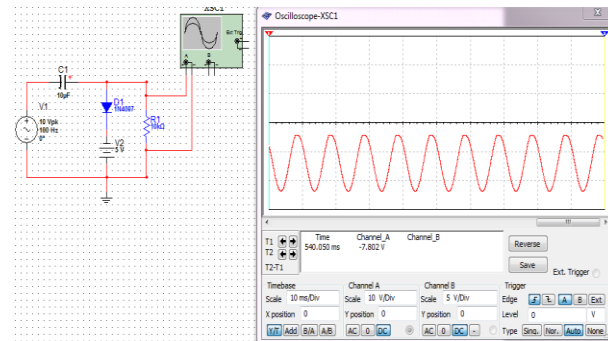 XSC1
Ext Trig
A
B
C1
10µF
V1
10 Vpk
100 Hz
0°
D1
1N4007
V2
5 V
R1
10kΩ
Oscilloscope-XSC1
Time Channel_A Channel_B
T1 540.050 ms -7.802 V
T2
T2-T1
Reverse
Save
Ext. Trigger
Timebase Channel A Channel B Trigger
Scale 10 ms/Div Scale 10 V/Div Scale 5 V/Div Edge A B Ext
X position 0 Y position 0 Y position 0 Level 0 V
Y/T Add B/A A/B AC 0 DC AC 0 DC - Type Sing. Nor. Auto None